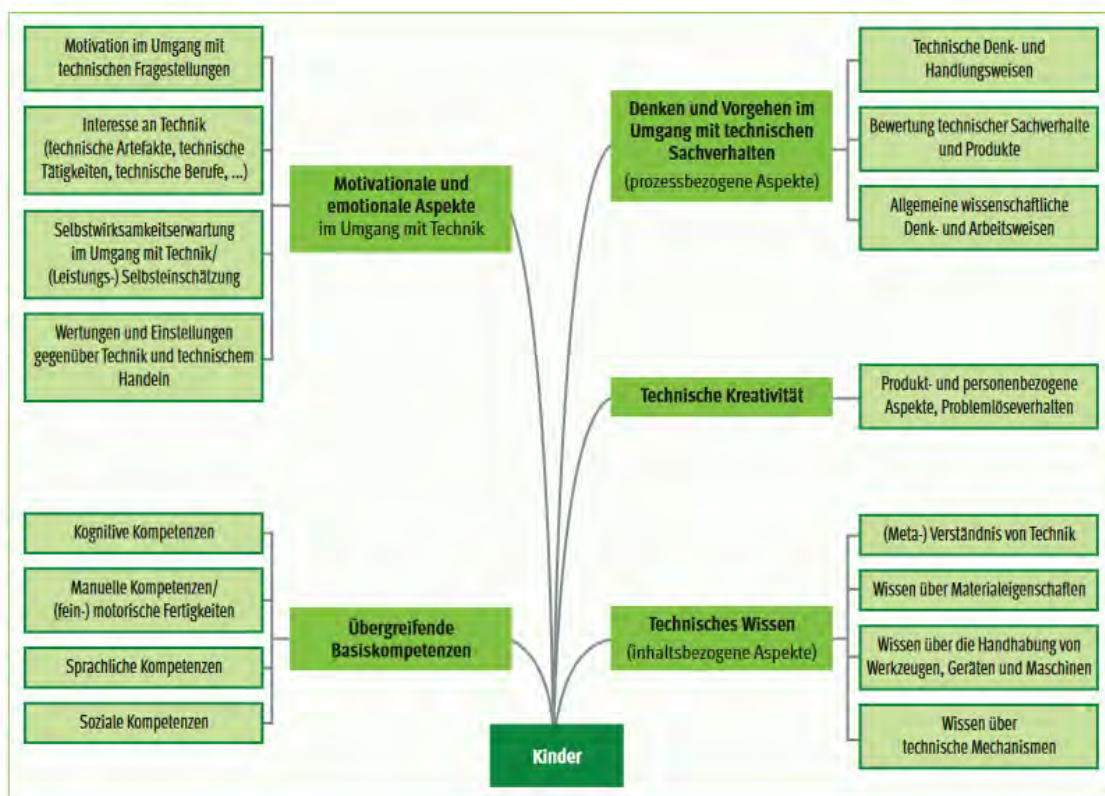 Motivation im Umgang mit
technischen Fragestellungen
Interesse an Technik
(technische Artefakte, technische
Tätigkeiten, technische Berufe, ...)
Selbstwirksamkeitserwartung
im Umgang mit Technik/
(Leistungs-) Selbsteinschätzung
Wertungen und Einstellungen
gegenüber Technik und technischem
Handeln
Motivationale und
emotionale Aspekte
im Umgang mit Technik
Kognitive Kompetenzen
Manuelle Kompetenzen/
(fein-) motorische Fertigkeiten
Sprachliche Kompetenzen
Soziale Kompetenzen
Übergreifende
Basiskompetenzen
Denken und Vorgehen im
Umgang mit technischen
Sachverhalten
(prozessbezogene Aspekte)
Technische Denk- und
Handlungsweisen
Bewertung technischer Sachverhalte
und Produkte
Allgemeine wissenschaftliche
Denk- und Arbeitsweisen
Technische Kreativität
Produkt- und personenbezogene
Aspekte, Problemlöseverhalten
Technisches Wissen
(inhaltsbezogene Aspekte)
(Meta-) Verständnis von Technik
Wissen über Materialeigenschaften
Wissen über die Handhabung von
Werkzeugen, Geräten und Maschinen
Wissen über
technische Mechanismen
Kinder